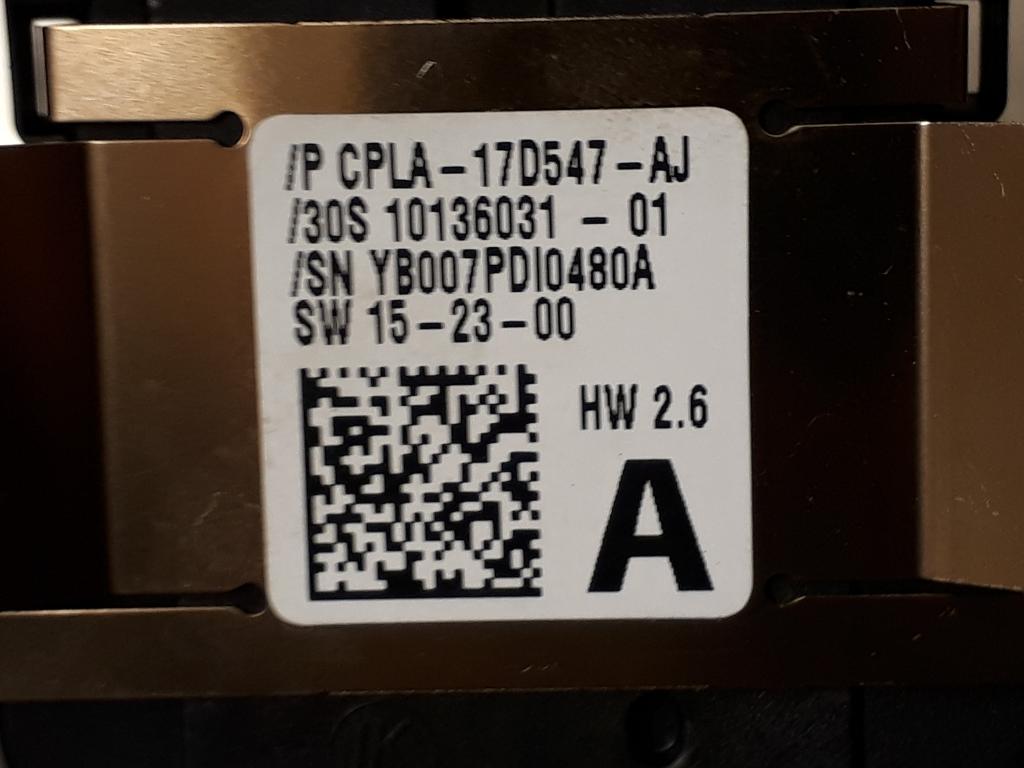 /P CPLA-17D547-AJ
/30S 10136031 - 01
/SN YB007PDI0480A
SW 15-23-00
HW 2.6
A